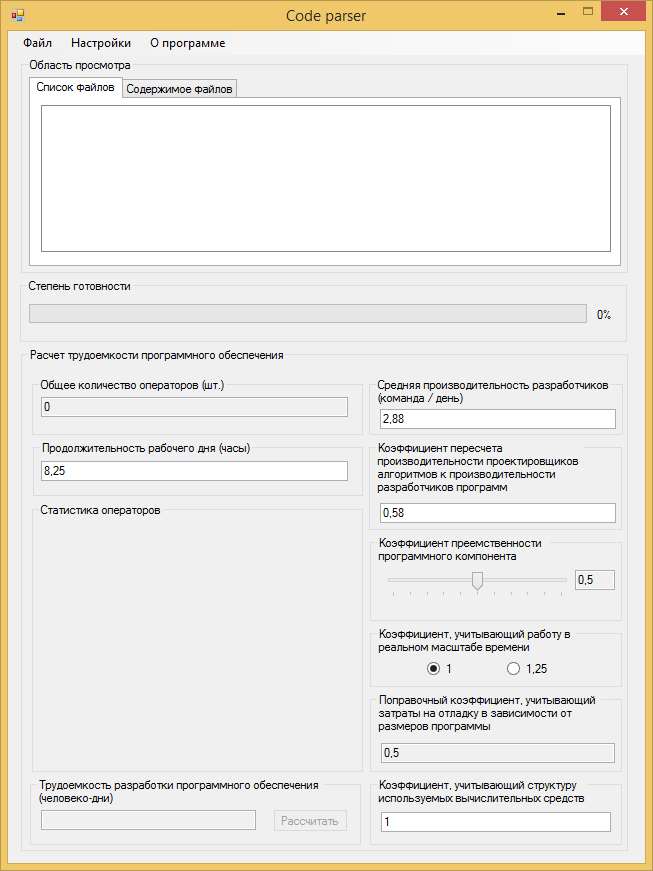 Code parser
Файл Настройки О программе
Область просмотра
Список файлов Содержимое файлов
Степень готовности
0%
Расчет трудоемкости программного обеспечения
Общее количество операторов (шт.)
0
Продолжительность рабочего дня (часы)
8,25
Статистика операторов
Трудоемкость разработки программного обеспечения
(человеко-дни)
Рассчитать
Средняя производительность разработчиков
(команда / день)
2,88
Коэффициент пересчета
производительности проектировщиков
алгоритмов к производительности
разработчиков программ
0,58
Коэффициент преемственности
программного компонента
0,5
Коэффициент, учитывающий работу в
реальном масштабе времени
1 1,25
Поправочный коэффициент, учитывающий
затраты на отладку в зависимости от
размеров программы
0,5
Коэффициент, учитывающий структуру
используемых вычислительных средств
1